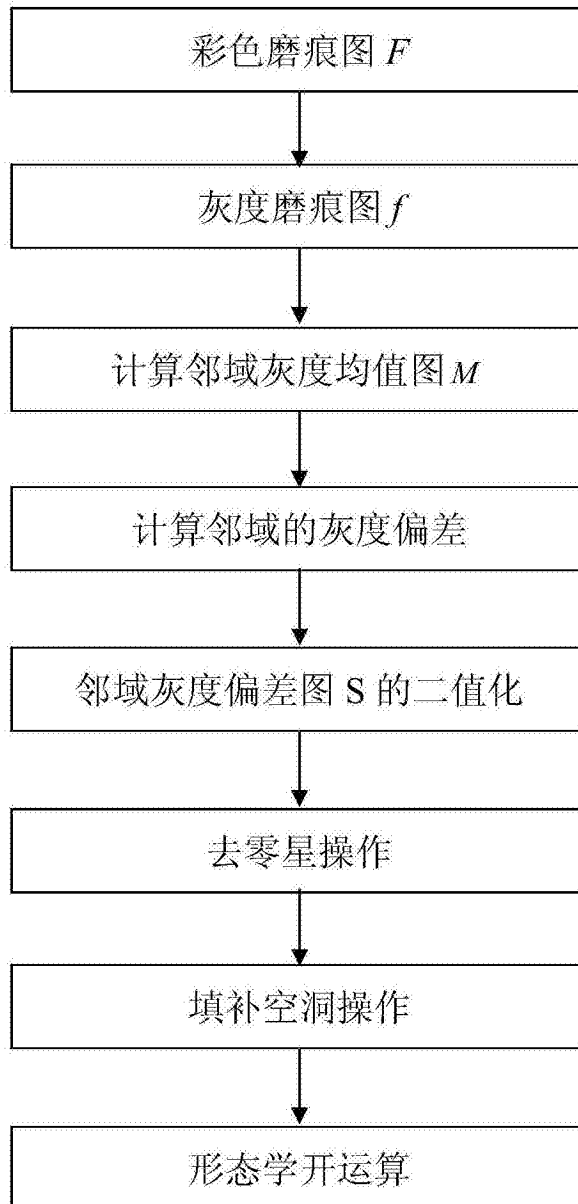 彩色磨痕图 F
灰度磨痕图 f
计算邻域灰度均值图 M
计算邻域的灰度偏差
邻域灰度偏差图 S 的二值化
去零星操作
填补空洞操作
形态学开运算